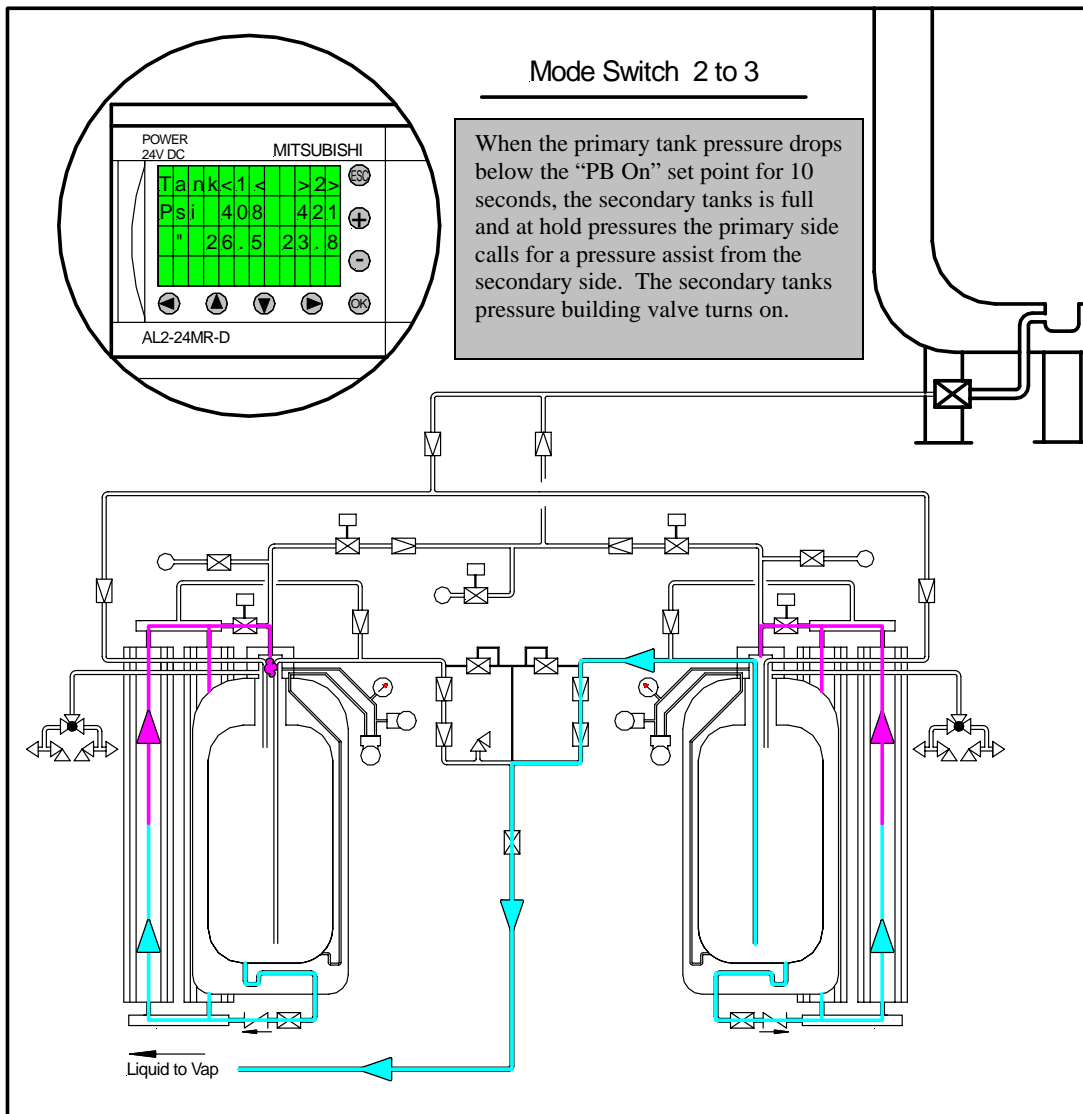 Mode Switch 2 to 3
When the primary tank pressure drops
below the “PB On” set point for 10
seconds, the secondary tanks is full
and at hold pressures the primary side
calls for a pressure assist from the
secondary side. The secondary tanks
pressure building valve turns on.
POWER
24V DC
MITSUBISHI
Tank<1< >2>
Psi 408 421
" 26.5 23.8
ESC
+
-
OK
AL2-24MR-D
Liquid to Vap